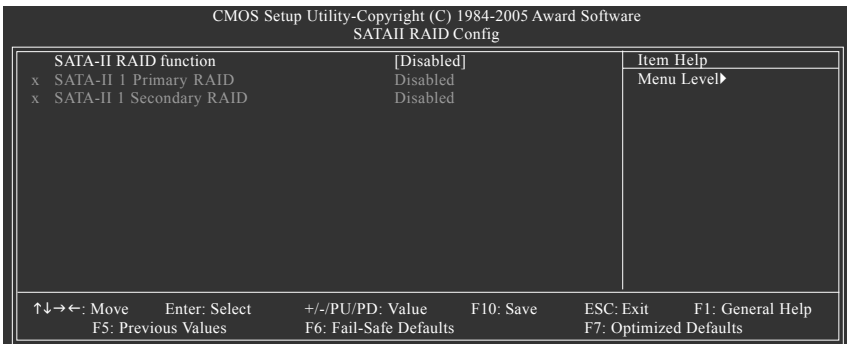 CMOS Setup Utility-Copyright (C) 1984-2005 Award Software
SATAII RAID Config
SATA-II RAID function [Disabled] Item Help
x SATA-II 1 Primary RAID Disabled Menu Level▶
x SATA-II 1 Secondary RAID Disabled
↑↓→←: Move Enter: Select +/-/PU/PD: Value F10: Save ESC: Exit F1: General Help
F5: Previous Values F6: Fail-Safe Defaults F7: Optimized Defaults